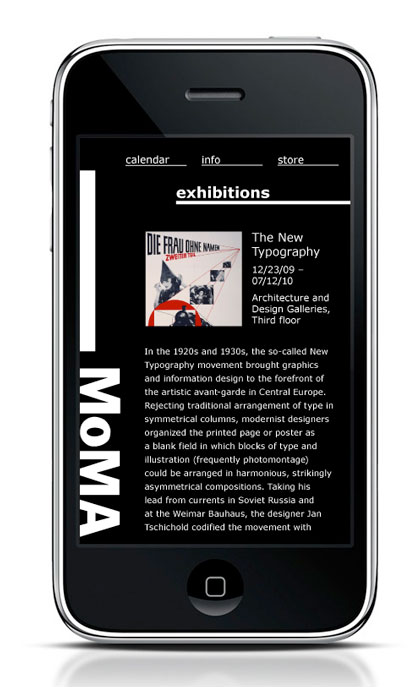 calendar info store
exhibitions
DIE FRAU OHNE NAMEN
ZWEITER TEIL
The New
Typography
12/23/09 –
07/12/10
Architecture and
Design Galleries,
Third floor
In the 1920s and 1930s, the so-called New
Typography movement brought graphics
and information design to the forefront of
the artistic avant-garde in Central Europe.
Rejecting traditional arrangement of type in
symmetrical columns, modernist designers
organized the printed page or poster as
a blank field in which blocks of type and
illustration (frequently photomontage)
could be arranged in harmonious, strikingly
asymmetrical compositions. Taking his
lead from currents in Soviet Russia and
at the Weimar Bauhaus, the designer Jan
Tschichold codified the movement with
MoMA